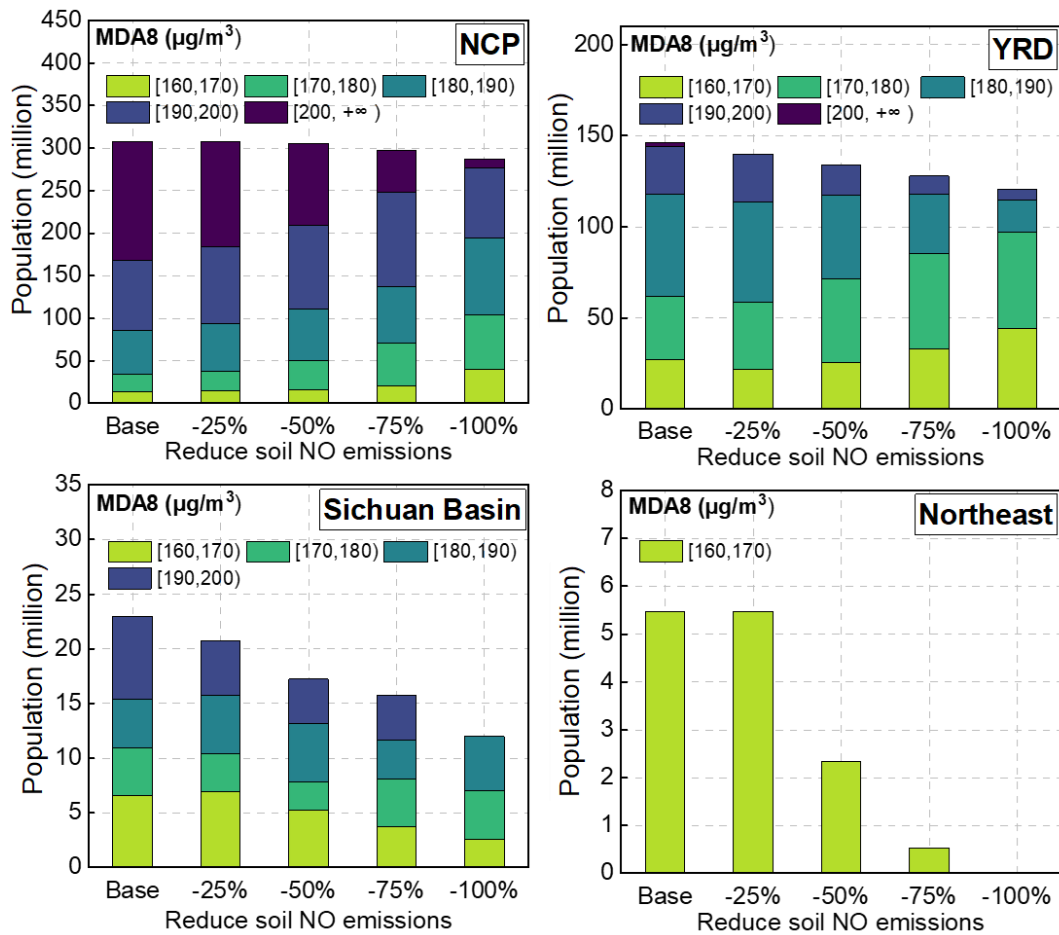 MDA8 (μg/m³)
NCP
[160,170) [170,180) [180,190)
[190,200) [200, +∞ )
Population (million)
450
400
350
300
250
200
150
100
50
0
Base -25% -50% -75% -100%
Reduce soil NO emissions
MDA8 (μg/m³)
YRD
[160,170) [170,180) [180,190)
[190,200) [200, +∞ )
Population (million)
200
150
100
50
0
Base -25% -50% -75% -100%
Reduce soil NO emissions
MDA8 (μg/m³)
Sichuan Basin
[160,170) [170,180) [180,190)
[190,200)
Population (million)
35
30
25
20
15
10
5
0
Base -25% -50% -75% -100%
Reduce soil NO emissions
MDA8 (μg/m³)
Northeast
[160,170)
Population (million)
8
7
6
5
4
3
2
1
0
Base -25% -50% -75% -100%
Reduce soil NO emissions